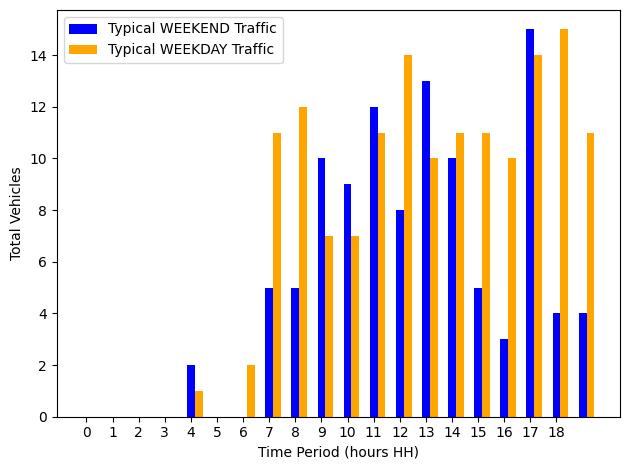 Typical WEEKEND Traffic
Typical WEEKDAY Traffic
14
12
10
8
6
4
2
0
Total Vehicles
0 1 2 3 4 5 6 7 8 9 10 11 12 13 14 15 16 17 18
Time Period (hours HH)